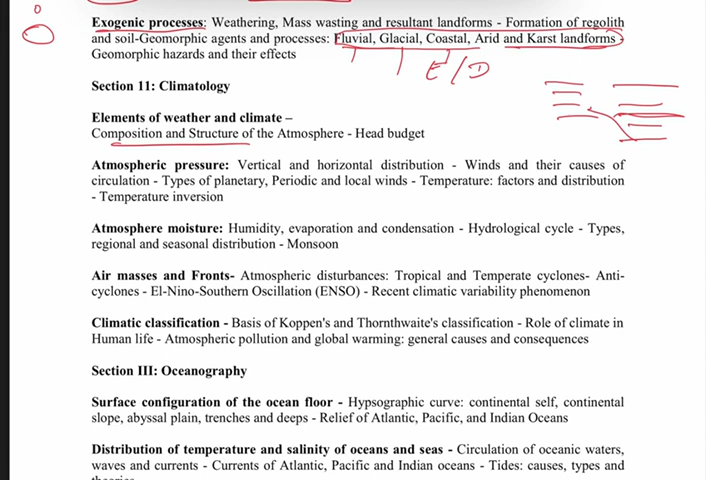 Exogenic processes: Weathering, Mass wasting and resultant landforms - Formation of regolith
and soil-Geomorphic agents and processes: Fluvial, Glacial, Coastal, Arid and Karst landforms -
Geomorphic hazards and their effects
E/D
Section 11: Climatology
Elements of weather and climate –
Composition and Structure of the Atmosphere - Head budget
Atmospheric pressure: Vertical and horizontal distribution - Winds and their causes of
circulation - Types of planetary, Periodic and local winds - Temperature: factors and distribution
- Temperature inversion
Atmosphere moisture: Humidity, evaporation and condensation - Hydrological cycle - Types,
regional and seasonal distribution - Monsoon
Air masses and Fronts- Atmospheric disturbances: Tropical and Temperate cyclones- Anti-
cyclones - El-Nino-Southern Oscillation (ENSO) - Recent climatic variability phenomenon
Climatic classification - Basis of Koppen's and Thornthwaite's classification - Role of climate in
Human life - Atmospheric pollution and global warming: general causes and consequences
Section III: Oceanography
Surface configuration of the ocean floor - Hypsographic curve: continental self, continental
slope, abyssal plain, trenches and deeps - Relief of Atlantic, Pacific, and Indian Oceans
Distribution of temperature and salinity of oceans and seas - Circulation of oceanic waters,
waves and currents - Currents of Atlantic, Pacific and Indian oceans - Tides: causes, types and